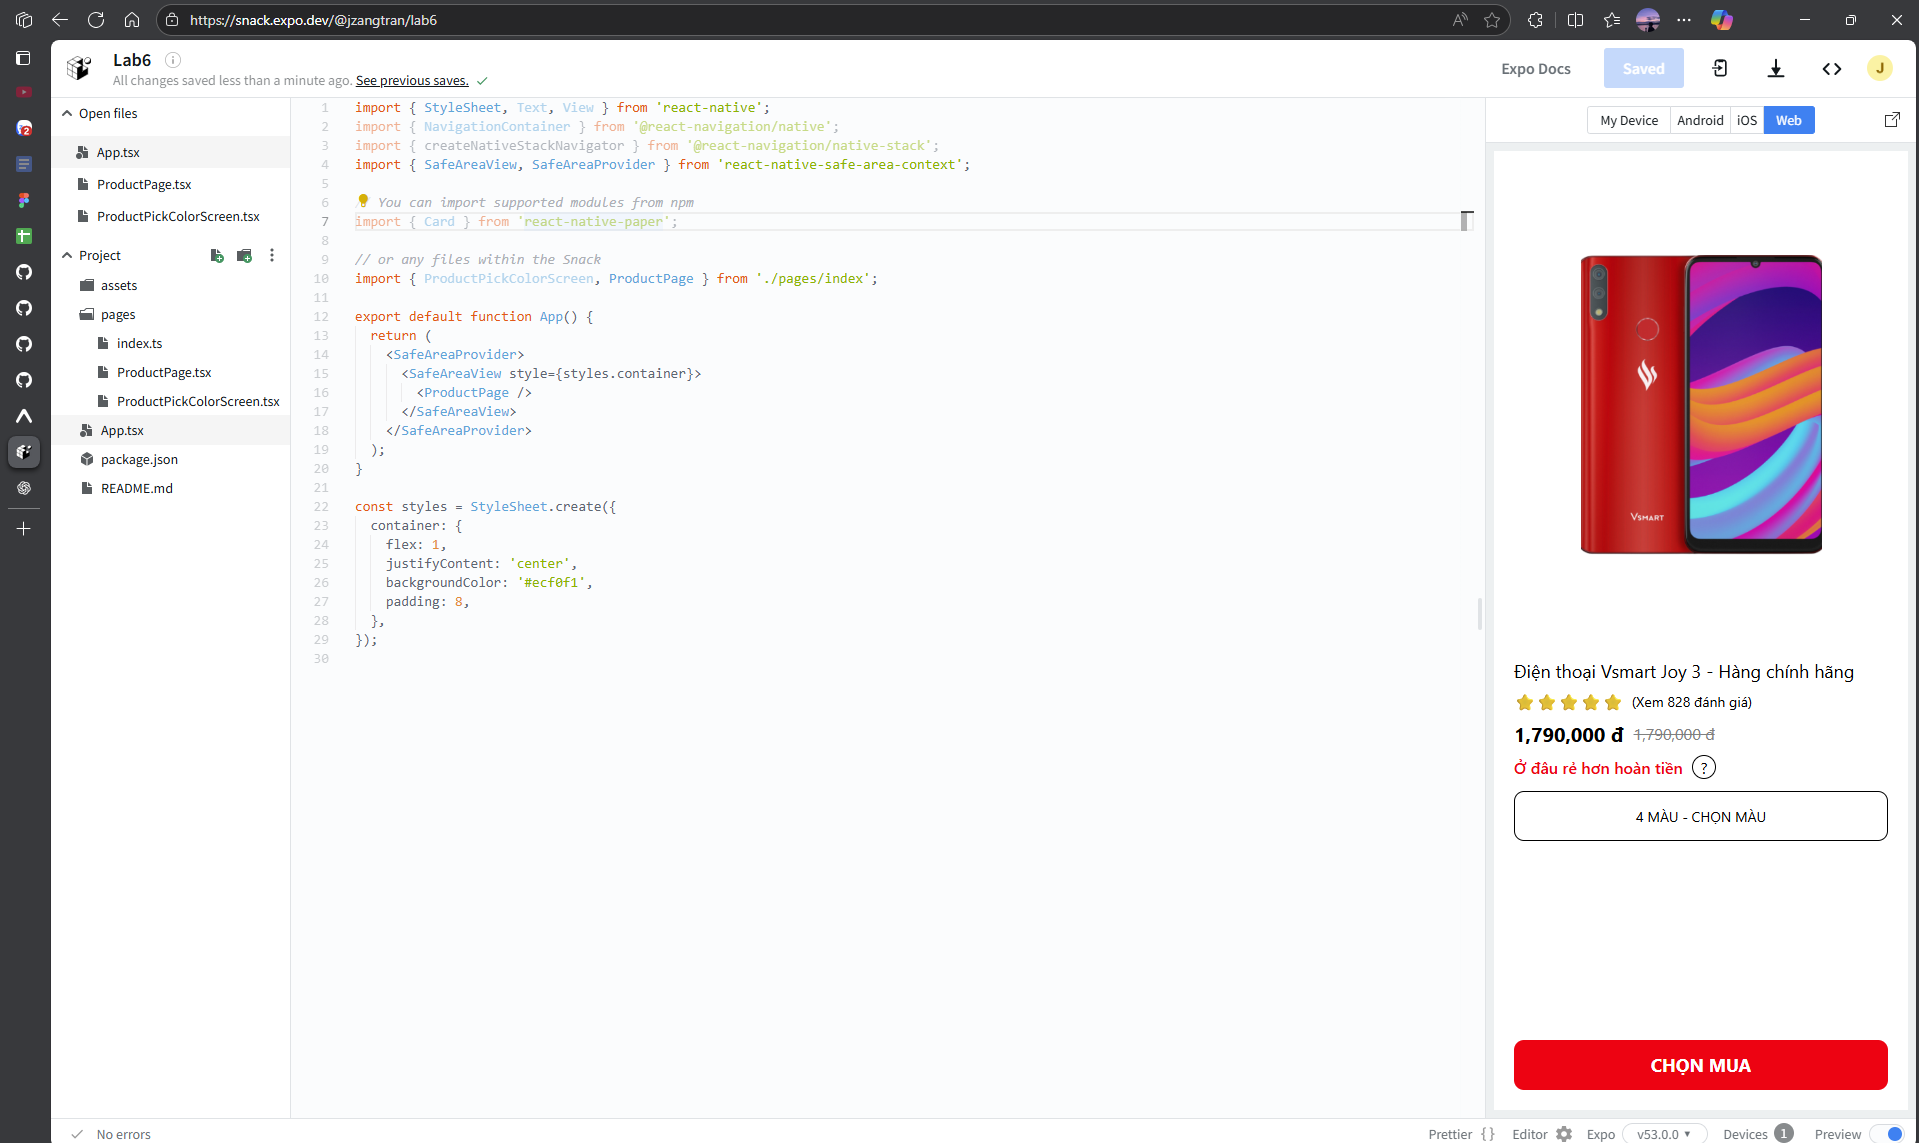 https://snack.expo.dev/@jzangtran/lab6
Lab6
All changes saved less than a minute ago. See previous saves.
Expo Docs
Saved
J
Open files
App.tsx
ProductPage.tsx
ProductPickColorScreen.tsx
Project
assets
pages
index.ts
ProductPage.tsx
ProductPickColorScreen.tsx
App.tsx
package.json
README.md
1 import { StyleSheet, Text, View } from 'react-native';
2 import { NavigationContainer } from '@react-navigation/native';
3 import { createNativeStackNavigator } from '@react-navigation/native-stack';
4 import { SafeAreaView, SafeAreaProvider } from 'react-native-safe-area-context';
5
6 You can import supported modules from npm
7 import { Card } from 'react-native-paper';
8
9 // or any files within the Snack
10 import { ProductPickColorScreen, ProductPage } from './pages/index';
11
12 export default function App() {
13 return (
14 <SafeAreaProvider>
15 <SafeAreaView style={styles.container}>
16 <ProductPage />
17 </SafeAreaView>
18 </SafeAreaProvider>
19 );
20 }
21
22 const styles = StyleSheet.create({
23 container: {
24 flex: 1,
25 justifyContent: 'center',
26 backgroundColor: '#ecf0f1',
27 padding: 8,
28 },
29 });
30
My Device Android iOS Web
VSMART
Điện thoại Vsmart Joy 3 - Hàng chính hãng
(Xem 828 đánh giá)
1,790,000 đ 1,790,000 đ
Ở đâu rẻ hơn hoàn tiền ?
4 MÀU - CHỌN MÀU
CHỌN MUA
No errors
Prettier {} Editor Expo v53.0.0 Devices 1 Preview